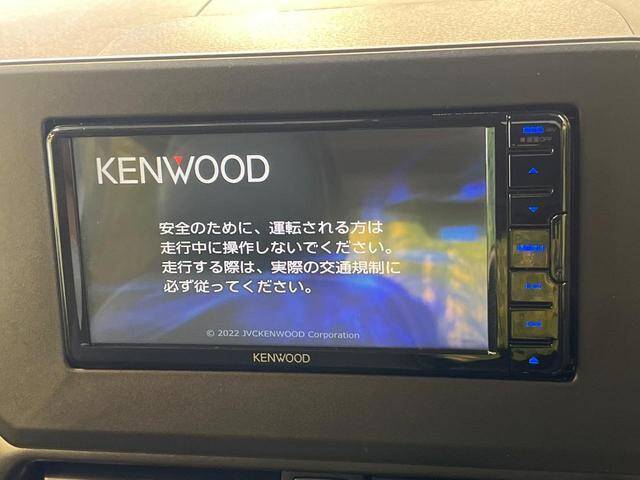 KENWOOD
安全のために、運転される方は
走行中に操作しないでください。
走行する際は、実際の交通規制に
必ず従ってください。
© 2022 JVCKENWOOD Corporation
KENWOOD